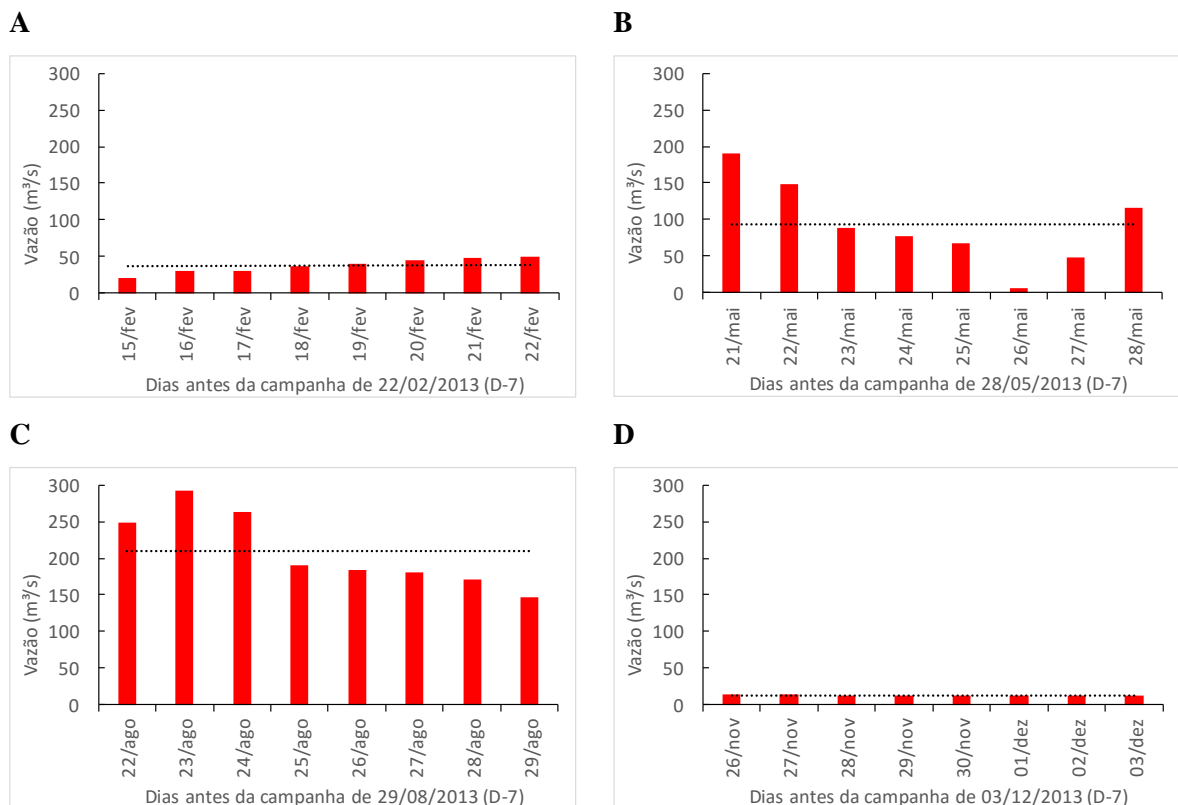 A
Vazão (m³/s)
300
250
200
150
100
50
0
15/fev
16/fev
17/fev
18/fev
19/fev
20/fev
21/fev
22/fev
Dias antes da campanha de 22/02/2013 (D-7)
B
Vazão (m³/s)
300
250
200
150
100
50
0
21/mai
22/mai
23/mai
24/mai
25/mai
26/mai
27/mai
28/mai
Dias antes da campanha de 28/05/2013 (D-7)
C
Vazão (m³/s)
300
250
200
150
100
50
0
22/ago
23/ago
24/ago
25/ago
26/ago
27/ago
28/ago
29/ago
Dias antes da campanha de 29/08/2013 (D-7)
D
Vazão (m³/s)
300
250
200
150
100
50
0
26/nov
27/nov
28/nov
29/nov
30/nov
01/dez
02/dez
03/dez
Dias antes da campanha de 03/12/2013 (D-7)